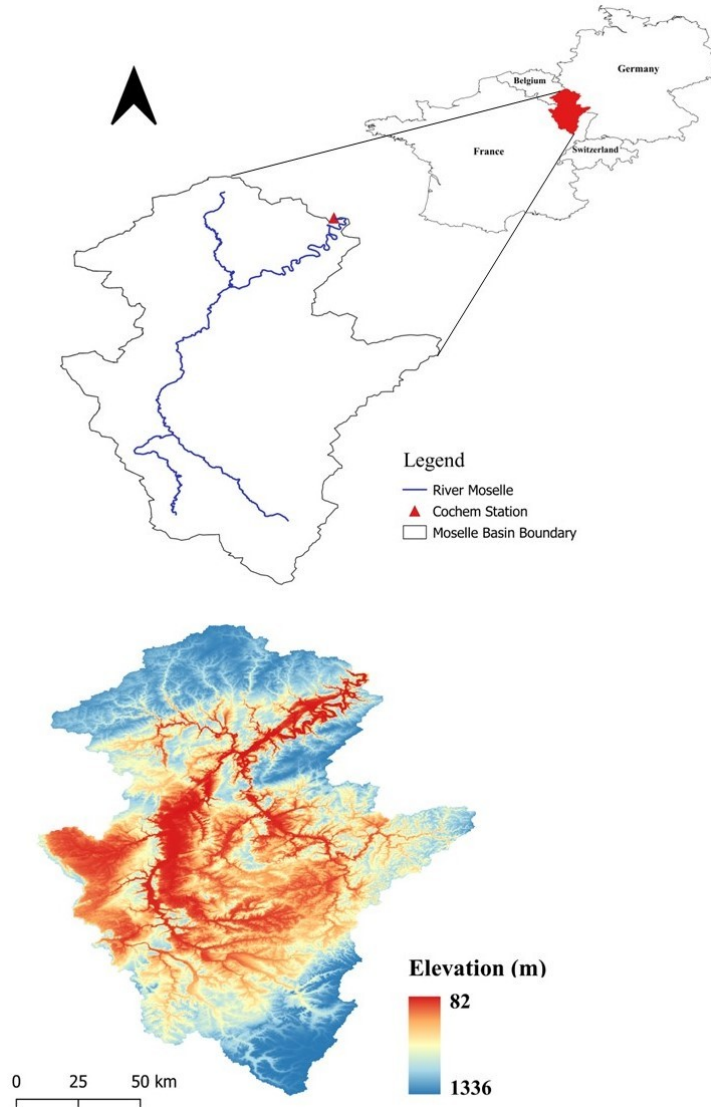 Germany
Belgium
France
Switzerland
Legend
River Moselle
Cochem Station
Moselle Basin Boundary
Elevation (m)
82
1336
0 25 50 km